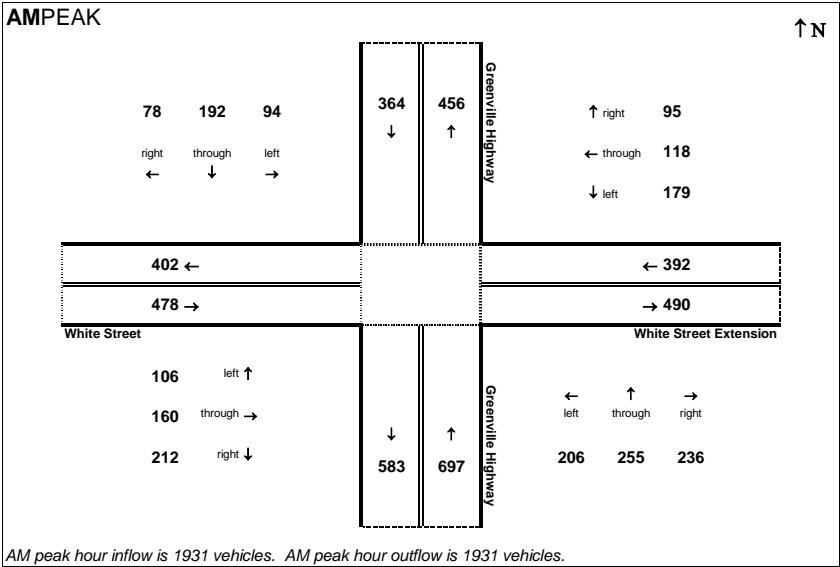 AMPEAK
↑ N
78 192 94
right through left
← ↓ →
364 456
↓ ↑
Greenville Highway
↑ right 95
← through 118
↓ left 179
402 ←
478 →
← 392
→ 490
White Street
White Street Extension
106 left ↑
160 through →
212 right ↓
↓ ↑
583 697
Greenville Highway
← ↑ →
left through right
206 255 236
AM peak hour inflow is 1931 vehicles. AM peak hour outflow is 1931 vehicles.